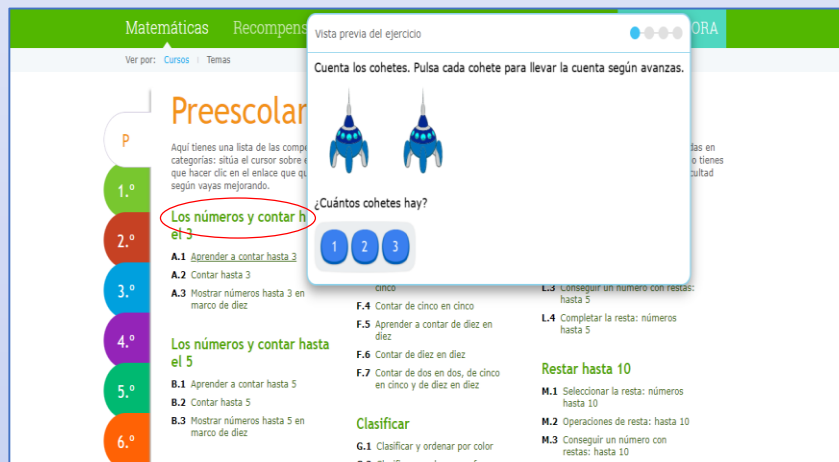 Matemáticas
Recompens
ORA
Ver por: Cursos | Temas
Vista previa del ejercicio
Cuenta los cohetes. Pulsa cada cohete para llevar la cuenta según avanzas.
¿Cuántos cohetes hay?
1 2 3
P
1.º
2.º
3.º
4.º
5.º
6.º
Preescolar
Aquí tienes una lista de las compe
categorías: sitúa el cursor sobre e
que hacer clic en el enlace que qu
según vayas mejorando.
das en
o tienes
cultad
Los números y contar h
el 3
A.1 Aprender a contar hasta 3
A.2 Contar hasta 3
A.3 Mostrar números hasta 3 en
marco de diez
Los números y contar hasta
el 5
B.1 Aprender a contar hasta 5
B.2 Contar hasta 5
B.3 Mostrar números hasta 5 en
marco de diez
cinco
F.4 Contar de cinco en cinco
F.5 Aprender a contar de diez en
diez
F.6 Contar de diez en diez
F.7 Contar de dos en dos, de cinco
en cinco y de diez en diez
Clasificar
G.1 Clasificar y ordenar por color
L.3 Conseguir un número con restas:
hasta 5
L.4 Completar la resta: números
hasta 5
Restar hasta 10
M.1 Seleccionar la resta: números
hasta 10
M.2 Operaciones de resta: hasta 10
M.3 Conseguir un número con
restas: hasta 10